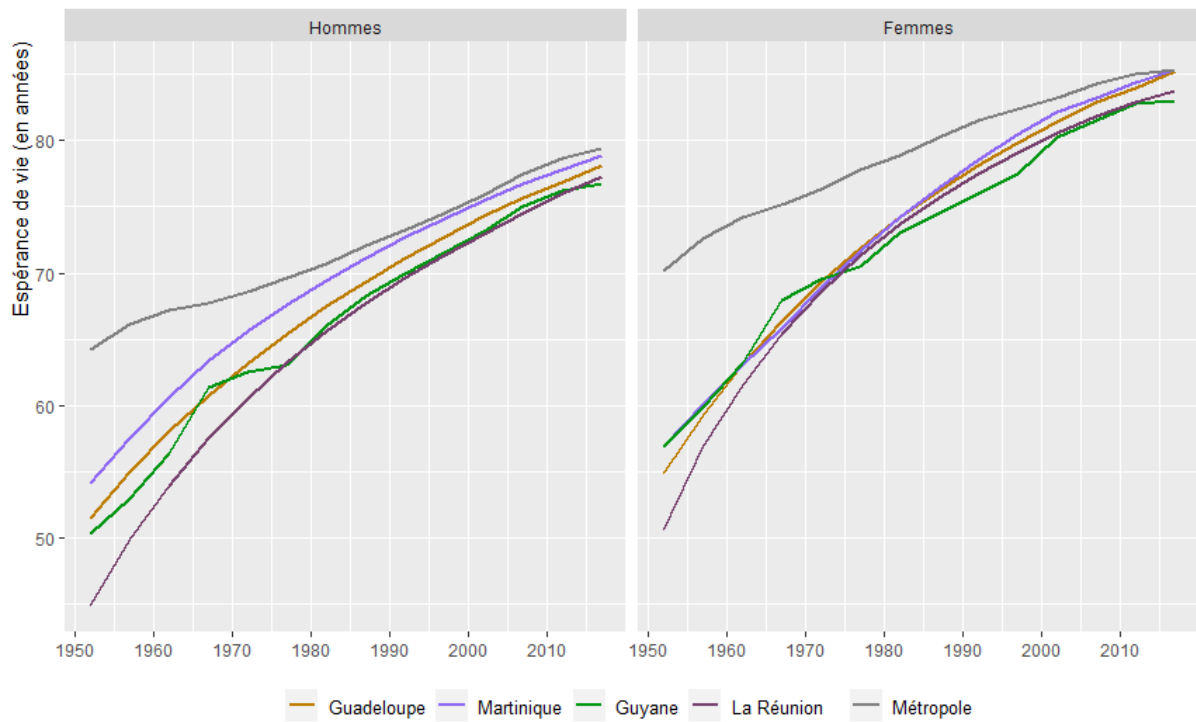 Hommes Femmes
Espérance de vie (en années)
80
70
60
50
1950 1960 1970 1980 1990 2000 2010 1950 1960 1970 1980 1990 2000 2010
Guadeloupe Martinique Guyane La Réunion Métropole